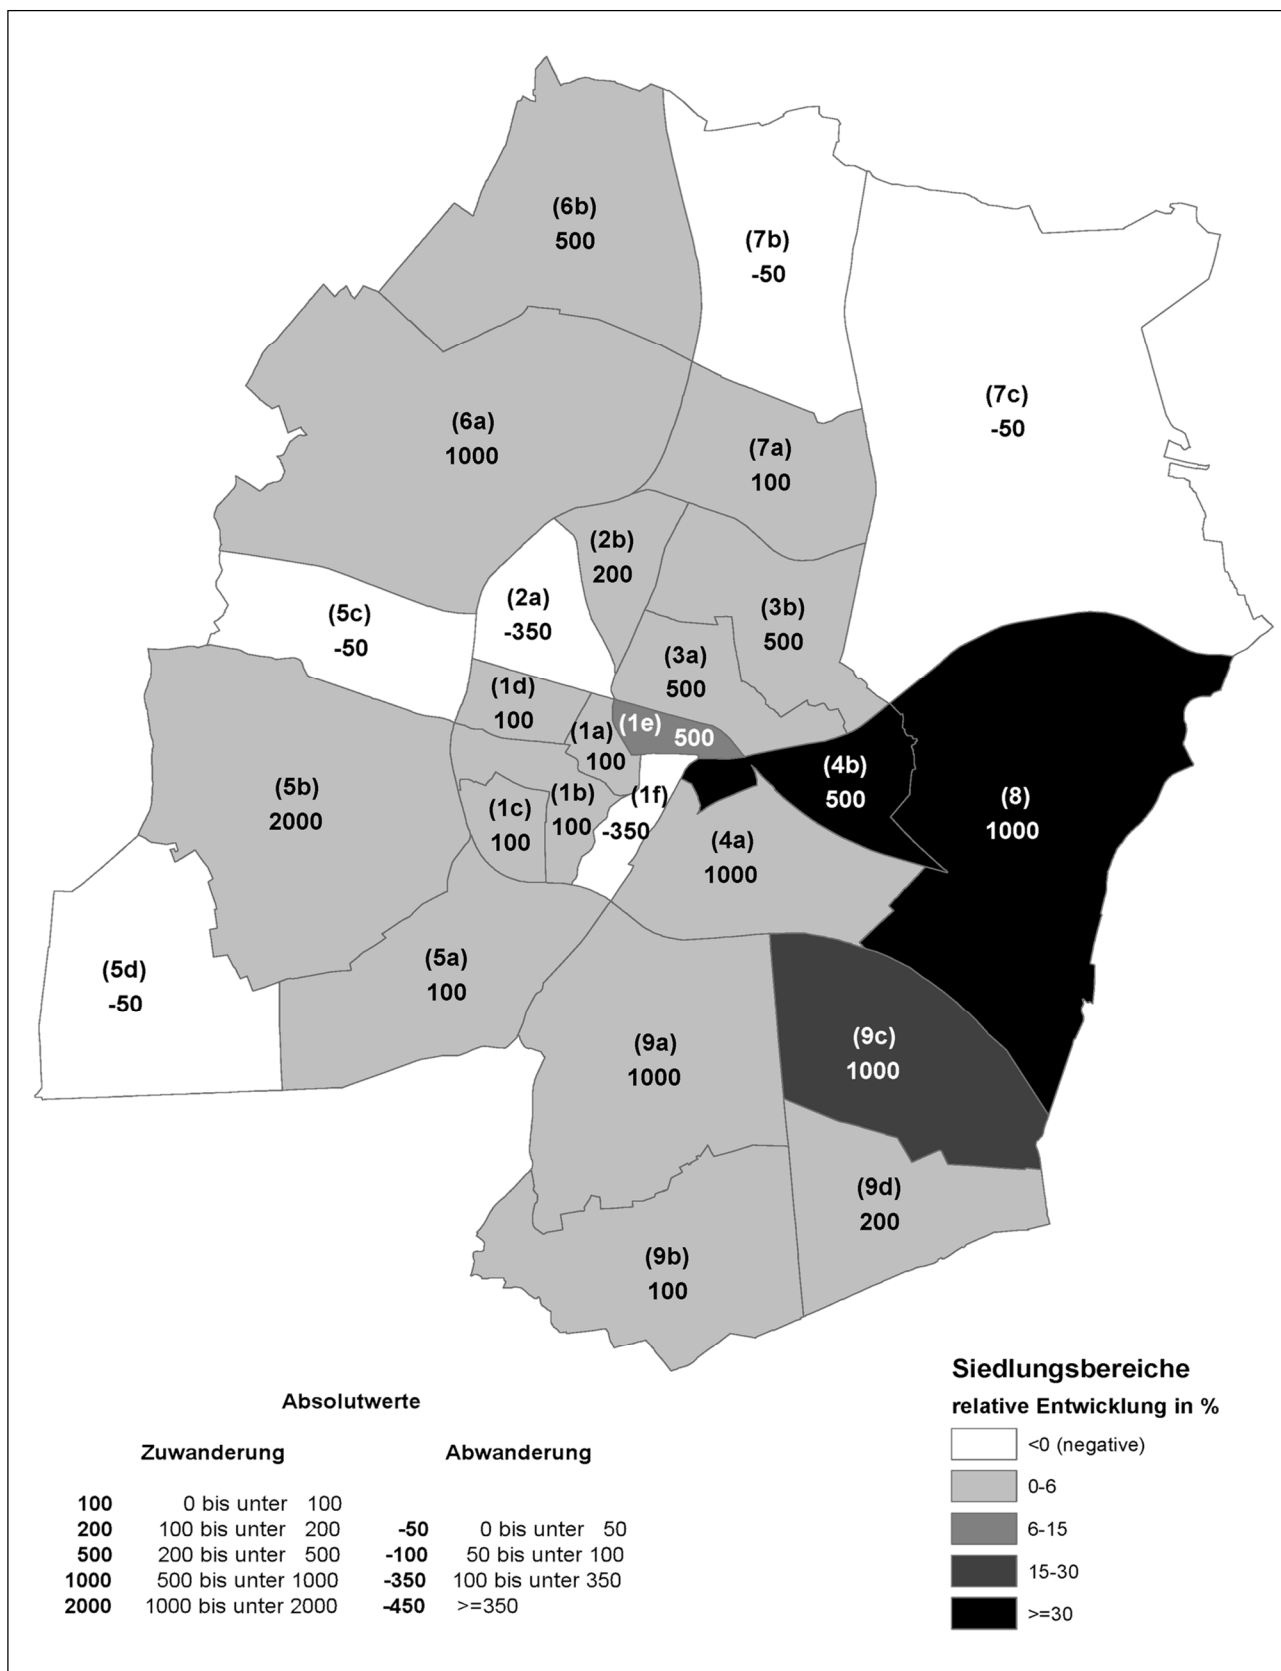 (6b)
500
(7b)
-50
(7c)
-50
(6a)
1000
(7a)
100
(2b)
200
(2a)
-350
(5c)
-50
(3b)
500
(3a)
500
(1d)
100
(1a)
100
(1e) 500
(4b)
500
(8)
1000
(5b)
2000
(1c)
100
(1b)
100
(1f)
-350
(4a)
1000
(5d)
-50
(5a)
100
(9a)
1000
(9c)
1000
(9d)
200
(9b)
100
Absolutwerte
Zuwanderung Abwanderung
100 0 bis unter 100
200 100 bis unter 200 -50 0 bis unter 50
500 200 bis unter 500 -100 50 bis unter 100
1000 500 bis unter 1000 -350 100 bis unter 350
2000 1000 bis unter 2000 -450 >=350
Siedlungsbereiche
relative Entwicklung in %
<0 (negative)
0-6
6-15
15-30
>=30